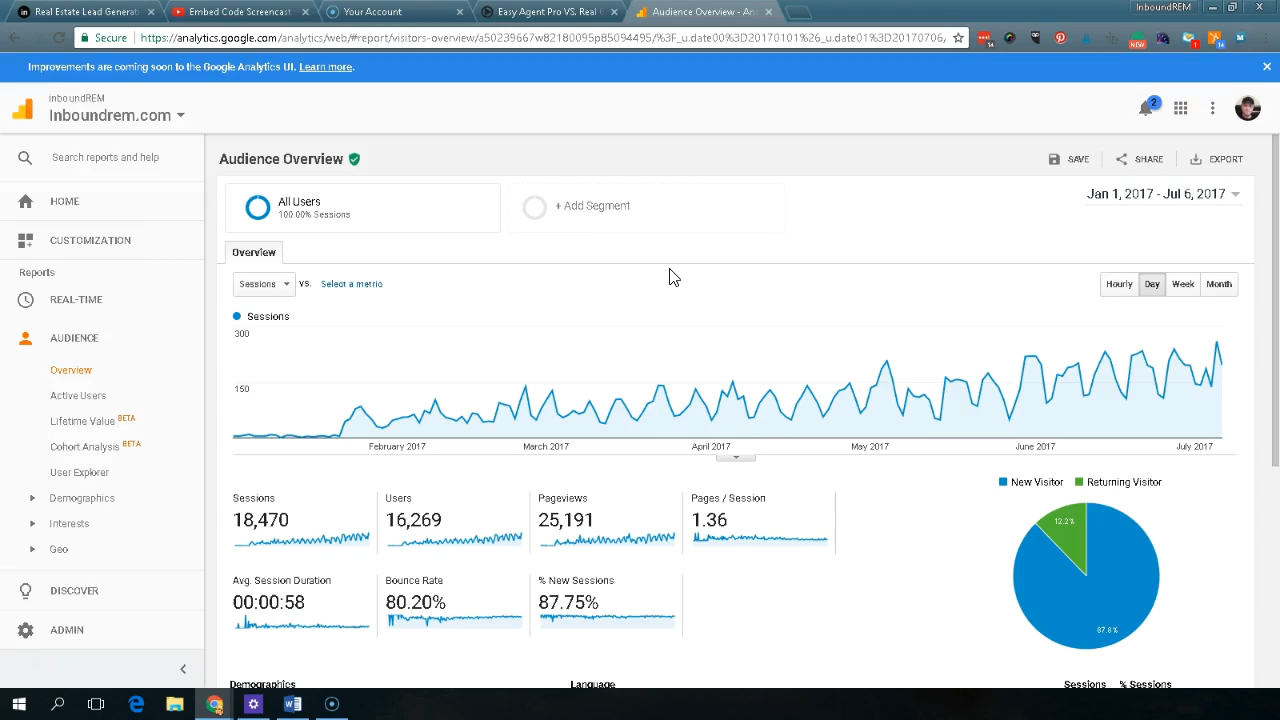 Real Estate Lead Generati
Embed Code Screencast
Your Account
Easy Agent Pro VS. Real G
Audience Overview - Ana
InboundREM
Secure
https://analytics.google.com/analytics/web/#report/visitors-overview/a50239667w82180095p85094495/%3F_u.date00%3D20170101%26_u.date01%3D20170706/
Improvements are coming soon to the Google Analytics UI. Learn more.
inboundREM
Inboundrem.com
2
Search reports and help
HOME
CUSTOMIZATION
Reports
REAL-TIME
AUDIENCE
Overview
Active Users
Lifetime Value BETA
Cohort Analysis BETA
User Explorer
Demographics
Interests
Geo
DISCOVER
ADMIN
Audience Overview
SAVE
SHARE
EXPORT
All Users
100.00% Sessions
+ Add Segment
Jan 1, 2017 - Jul 6, 2017
Overview
Sessions
VS.
Select a metric
Hourly
Day
Week
Month
Sessions
300
150
February 2017
March 2017
April 2017
May 2017
June 2017
July 2017
Sessions
18,470
Users
16,269
Pageviews
25,191
Pages / Session
1.36
Avg. Session Duration
00:00:58
Bounce Rate
80.20%
% New Sessions
87.75%
New Visitor
Returning Visitor
12.2%
87.8%
Demographics
Language
Sessions
% Sessions